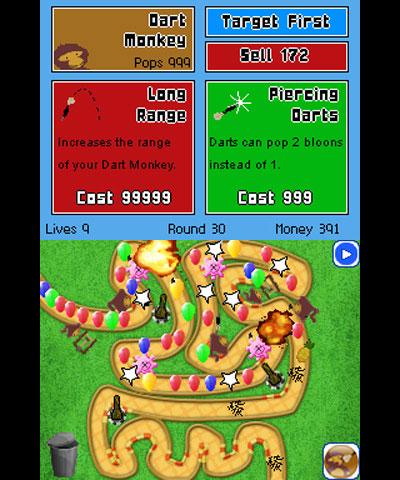 Dart
Monkey
Pops 999
Target First
Sell 172
Long
Range
Increases the range
of your Dart Monkey.
Cost 99999
Piercing
Darts
Darts can pop 2 bloons
instead of 1.
Cost 999
Lives 9
Round 30
Money 391